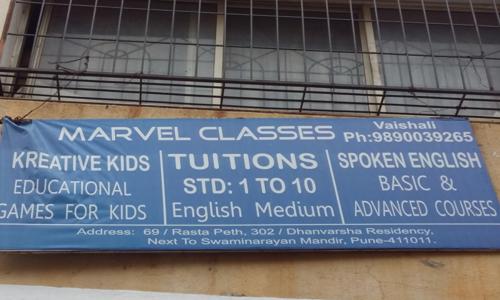 MARVEL CLASSES
Vaishali
Ph:9890039265
KREATIVE KIDS
EDUCATIONAL
GAMES FOR KIDS
TUITIONS
STD: 1 TO 10
English Medium
SPOKEN ENGLISH
BASIC &
ADVANCED COURSES
Address: 69 / Rasta Peth, 302 / Dhanvarsha Residency,
Next To Swaminarayan Mandir, Pune-411011.